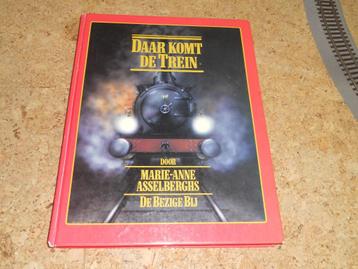 DAAR KOMT
DE TREIN
DOOR
MARIE-ANNE
ASSELBERGHS
DE BEZIGE BIJ